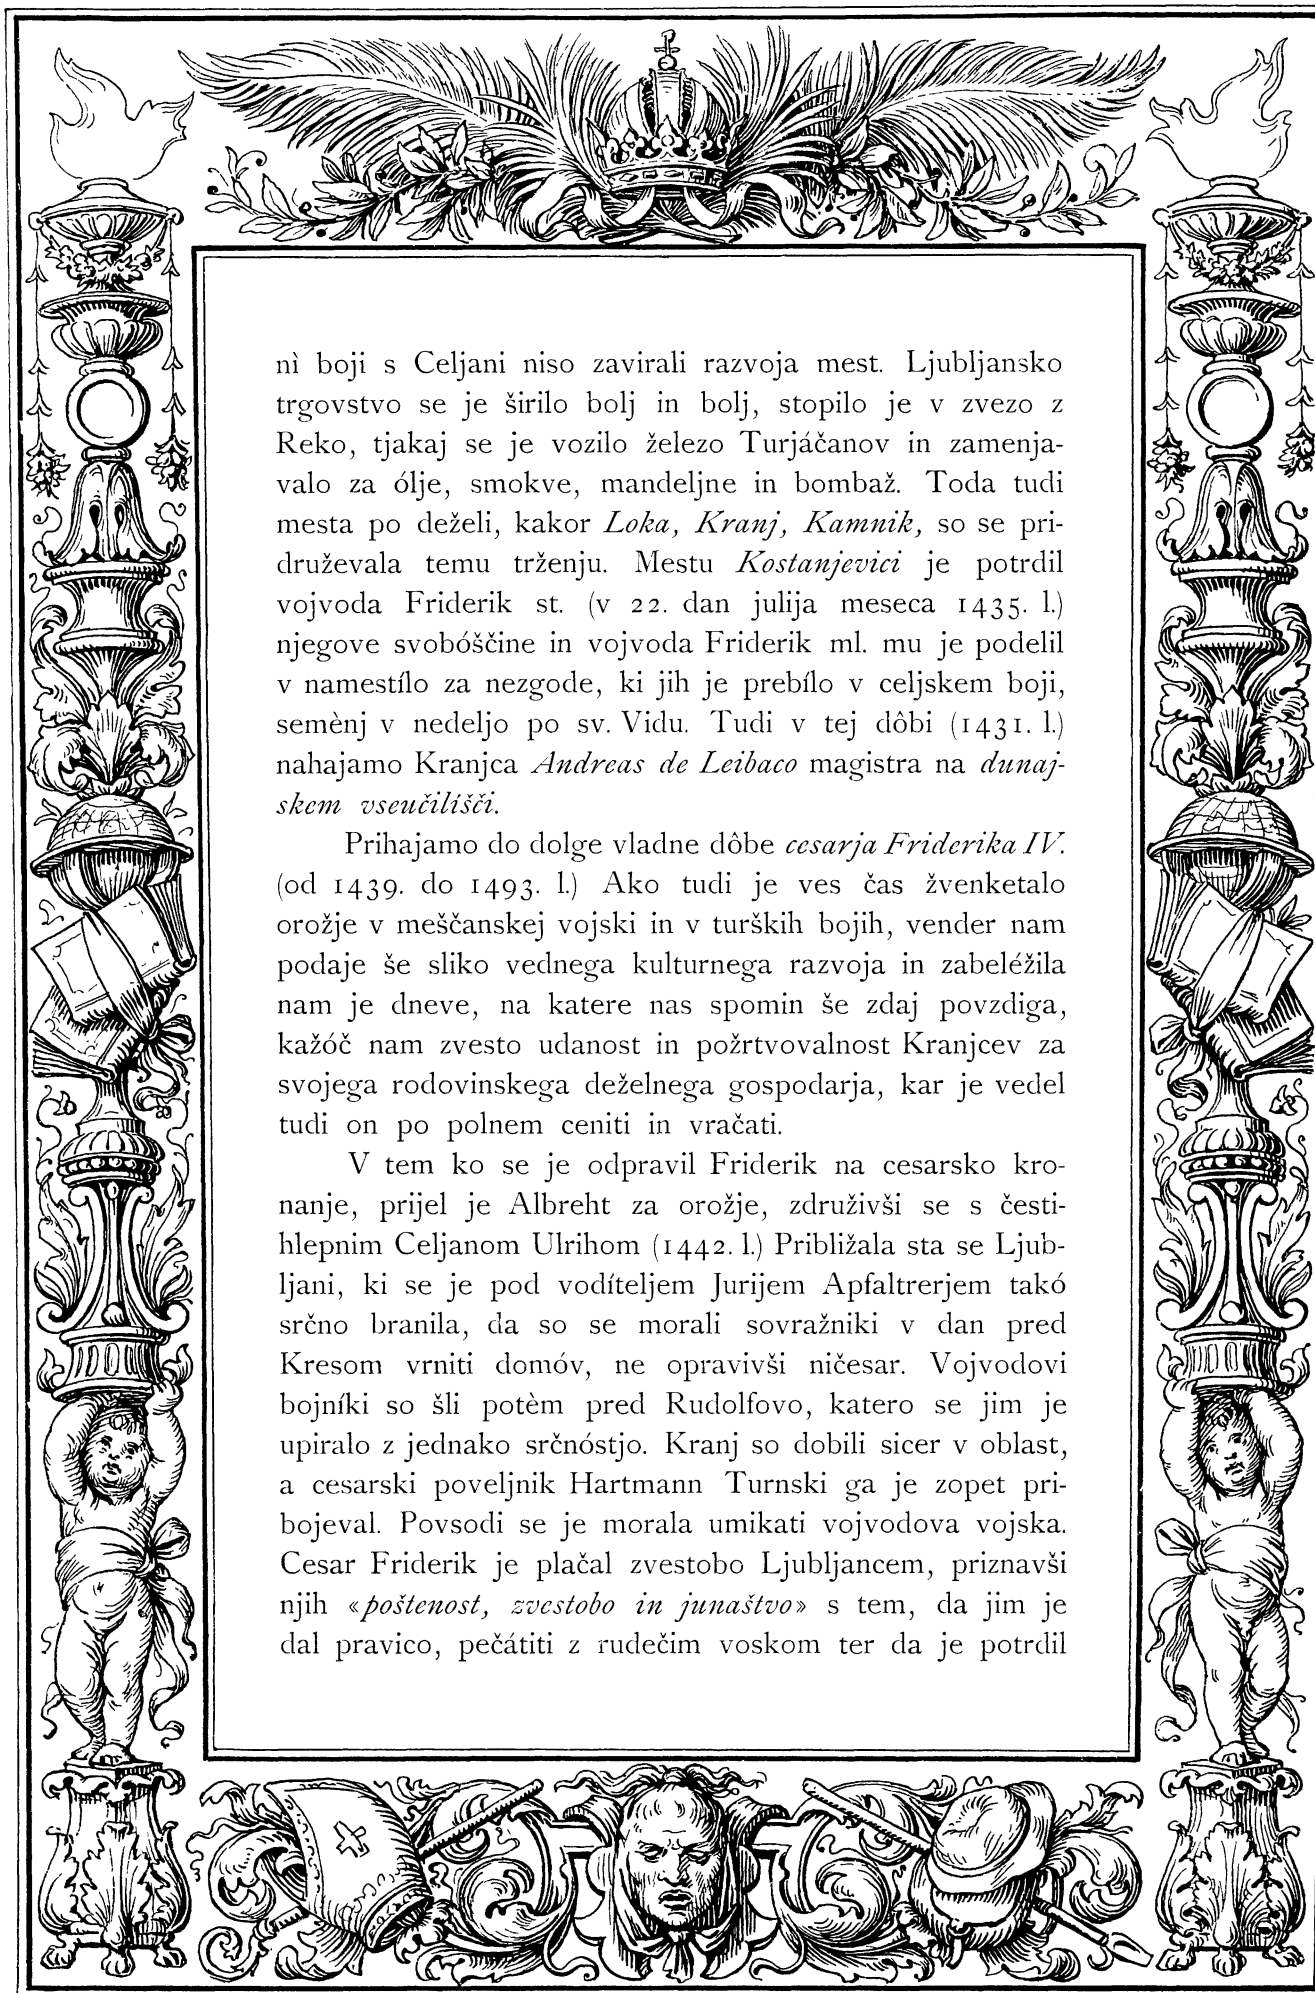 nì boji s Celjani niso zavirali razvoja mest. Ljubljansko
trgovstvo se je širilo bolj in bolj, stopilo je v zvezo z
Reko, tjakaj se je vozilo železo Turjáčanov in zamenja-
valo za ólje, smokve, mandeljne in bombaž. Toda tudi
mesta po deželi, kakor Loka, Kranj, Kamnik, so se pri-
druževala temu trženju. Mestu Kostanjevici je potrdil
vojvoda Friderik st. (v 22. dan julija meseca 1435. l.)
njegove svobóščine in vojvoda Friderik ml. mu je podelil
v namestílo za nezgode, ki jih je prebílo v celjskem boji,
semènj v nedeljo po sv. Vidu. Tudi v tej dôbi (1431. l.)
nahajamo Kranjca Andreas de Leibaco magistra na dunaj-
skem vseučilíšči.
Prihajamo do dolge vladne dôbe cesarja Friderika IV.
(od 1439. do 1493. l.) Ako tudi je ves čas žvenketalo
orožje v meščanskej vojski in v turških bojih, vender nam
podaje še sliko vednega kulturnega razvoja in zabeléžila
nam je dneve, na katere nas spomin še zdaj povzdiga,
kažóč nam zvesto udanost in požrtvovalnost Kranjcev za
svojega rodovinskega deželnega gospodarja, kar je vedel
tudi on po polnem ceniti in vračati.
V tem ko se je odpravil Friderik na cesarsko kro-
nanje, prijel je Albreht za orožje, združivši se s česti-
hlepnim Celjanom Ulrihom (1442. l.) Približala sta se Ljub-
ljani, ki se je pod vodíteljem Jurijem Apfaltrerjem takó
srčno branila, da so se morali sovražniki v dan pred
Kresom vrniti domóv, ne opravivši ničesar. Vojvodovi
bojníki so šli potèm pred Rudolfovo, katero se jim je
upiralo z jednako srčnóstjo. Kranj so dobili sicer v oblast,
a cesarski poveljnik Hartmann Turnski ga je zopet pri-
bojeval. Povsodi se je morala umikati vojvodova vojska.
Cesar Friderik je plačal zvestobo Ljubljancem, priznavši
njih «poštenost, zvestobo in junaštvo» s tem, da jim je
dal pravico, pečátiti z rudečim voskom ter da je potrdil